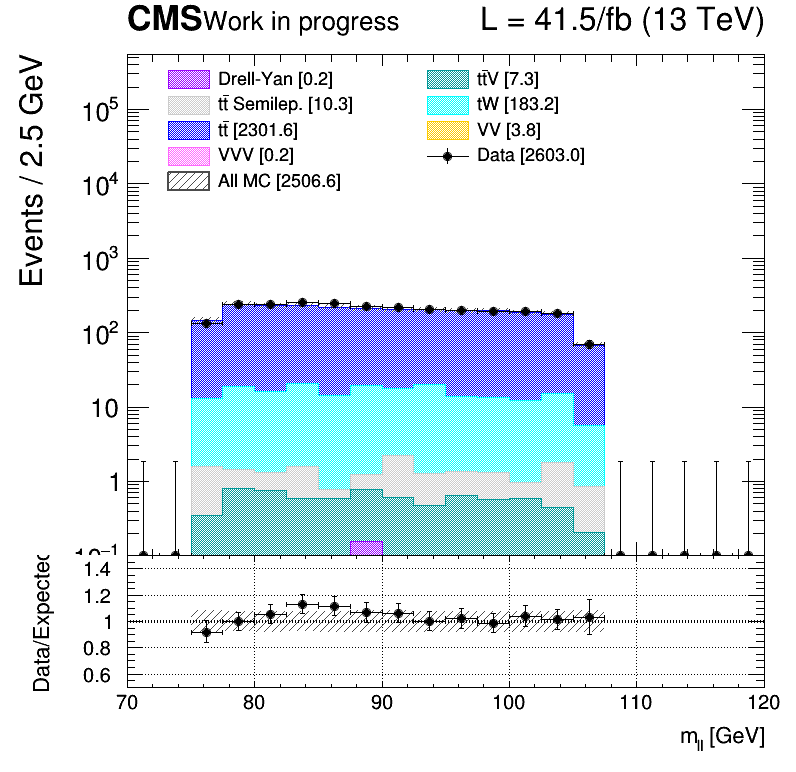 CMS Work in progress L = 41.5/fb (13 TeV)
Events / 2.5 GeV
Drell-Yan [0.2]
tt̄ Semilep. [10.3]
tt̄ [2301.6]
VVV [0.2]
All MC [2506.6]
tt̄V [7.3]
tW [183.2]
VV [3.8]
Data [2603.0]
10⁵
10⁴
10³
10²
10
1
10⁻¹
Data/Expected
1.4
1.2
1
0.8
0.6
70 80 90 100 110 120
m_ll [GeV]